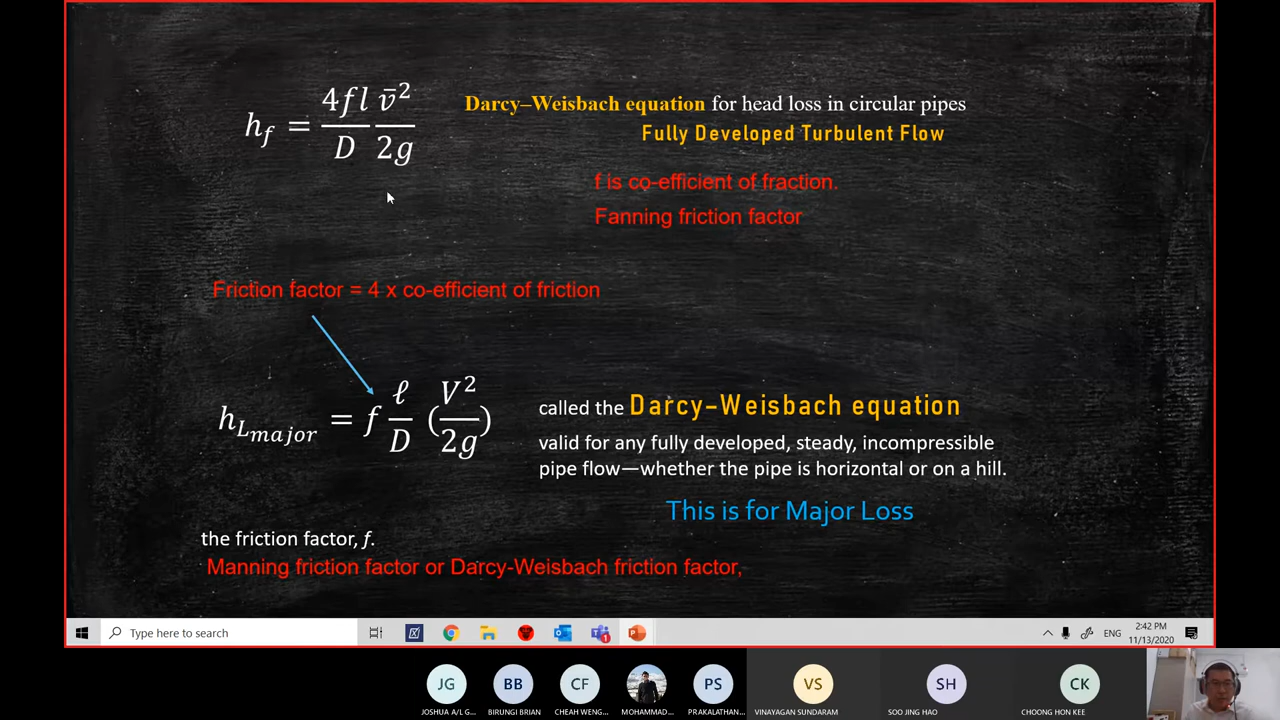 h_f = 4fl/D v̄²/2g
Darcy–Weisbach equation for head loss in circular pipes
Fully Developed Turbulent Flow
f is co-efficient of fraction.
Fanning friction factor
Friction factor = 4 x co-efficient of friction
h_{L_{major}} = f ℓ/D (V²/2g)
called the Darcy–Weisbach equation
valid for any fully developed, steady, incompressible
pipe flow—whether the pipe is horizontal or on a hill.
This is for Major Loss
the friction factor, f.
Manning friction factor or Darcy-Weisbach friction factor,
Type here to search
1
ENG
2:42 PM
11/13/2020
JG
BB
CF
PS
VS
SH
CK
JOSHUA A/L G...
BIRUNGI BRIAN
CHEAH WENG...
MOHAMMAD...
PRAKALATHAN...
VINAYAGAN SUNDARAM
SOO JING HAO
CHOONG HON KEE